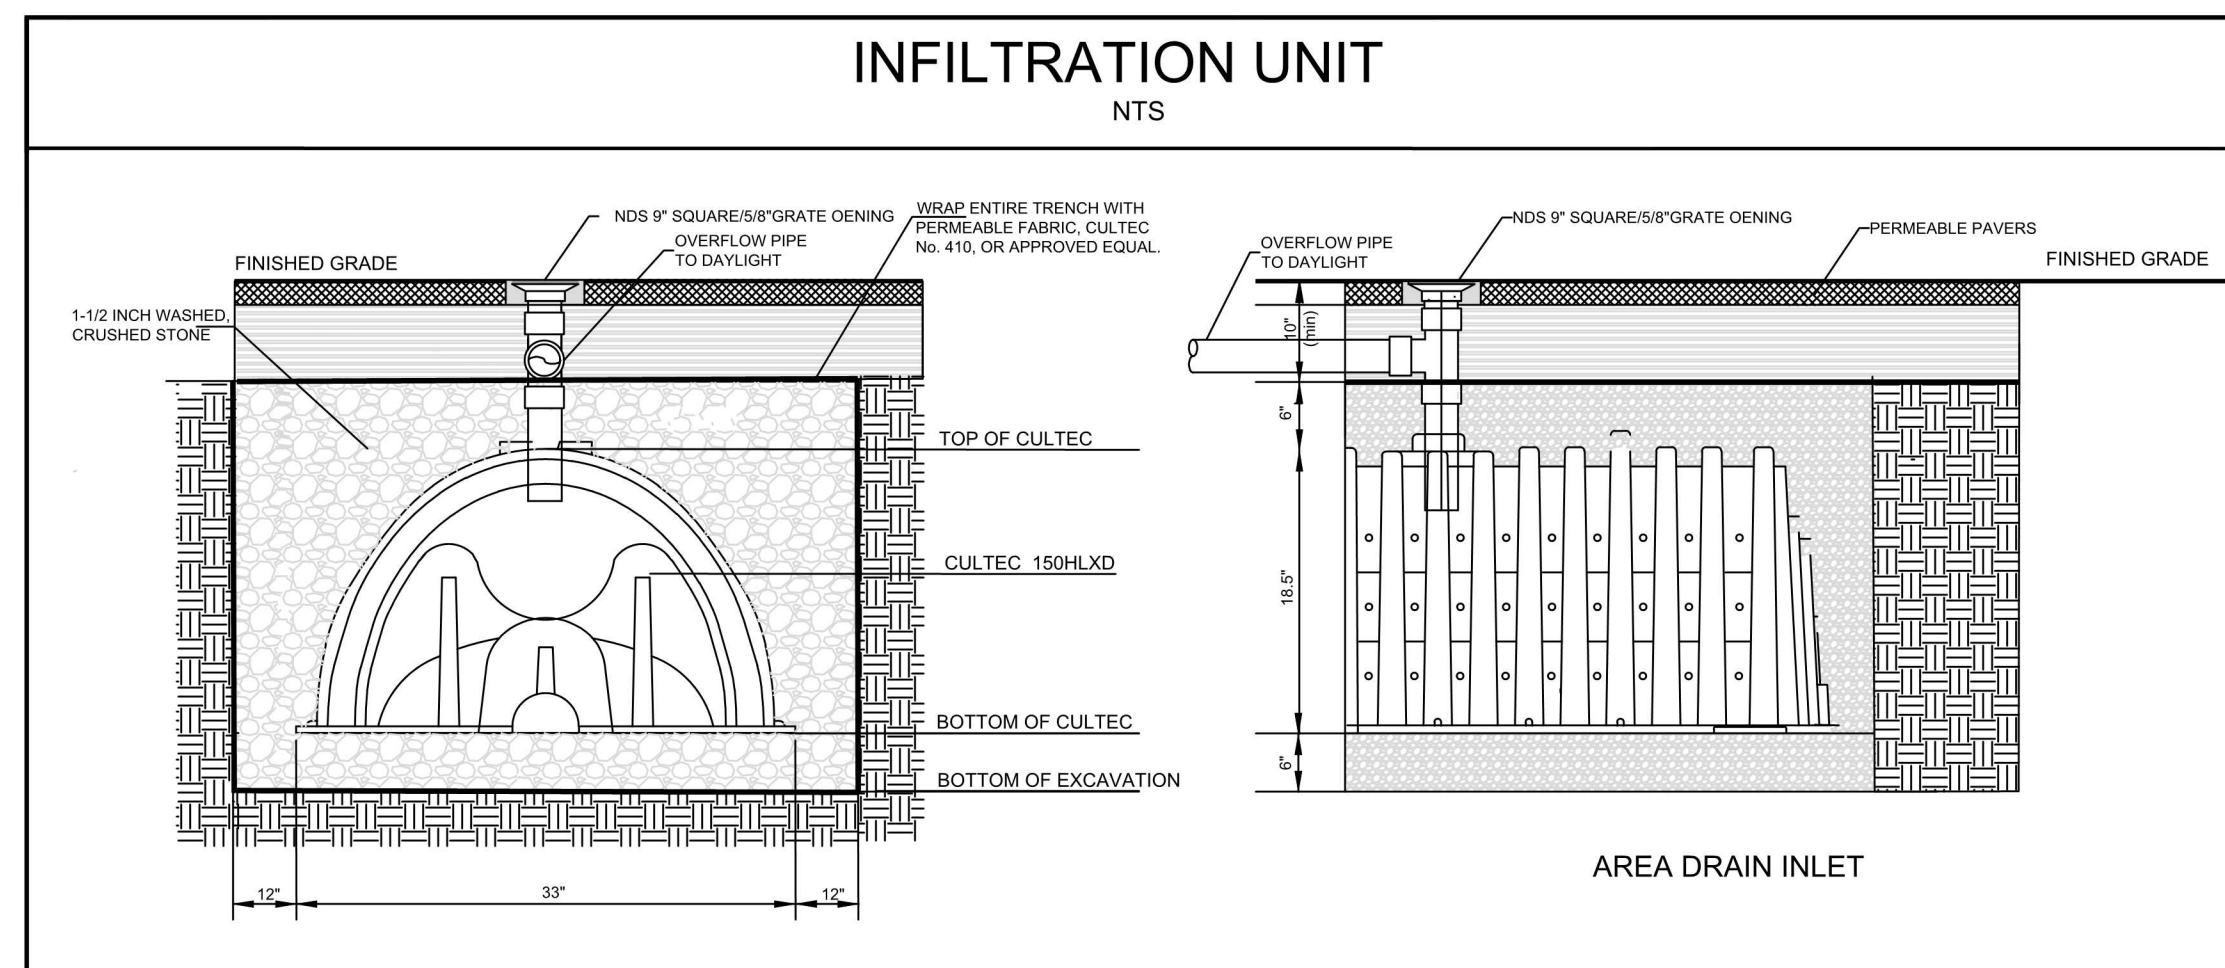 INFILTRATION UNIT
NTS
NDS 9" SQUARE/5/8"GRATE OENING
OVERFLOW PIPE
TO DAYLIGHT
WRAP ENTIRE TRENCH WITH
PERMEABLE FABRIC, CULTEC
No. 410, OR APPROVED EQUAL.
FINISHED GRADE
1-1/2 INCH WASHED,
CRUSHED STONE
TOP OF CULTEC
CULTEC 150HLXD
BOTTOM OF CULTEC
BOTTOM OF EXCAVATION
12"
33"
12"
NDS 9" SQUARE/5/8"GRATE OENING
OVERFLOW PIPE
TO DAYLIGHT
PERMEABLE PAVERS
FINISHED GRADE
10"
(min)
6"
18.5"
6"
AREA DRAIN INLET